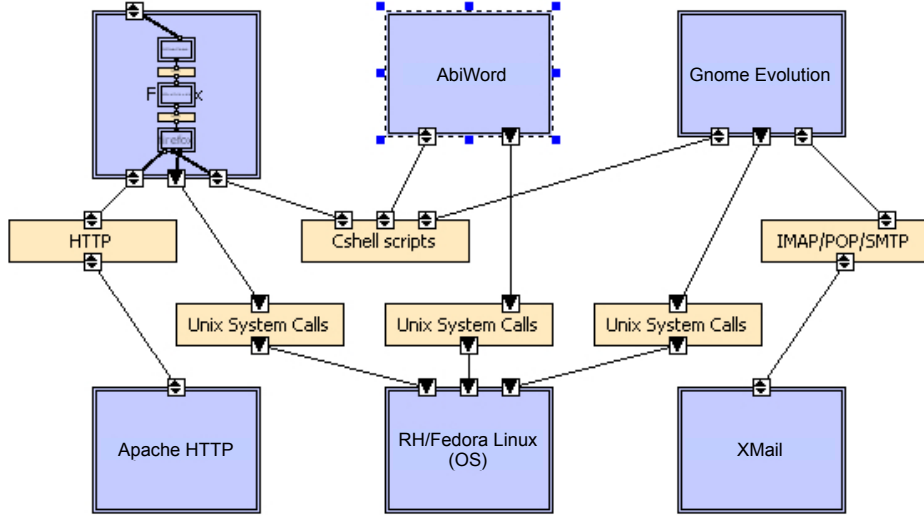 AbiWord
Gnome Evolution
HTTP
Cshell scripts
IMAP/POP/SMTP
Unix System Calls
Unix System Calls
Unix System Calls
Apache HTTP
RH/Fedora Linux
(OS)
XMail